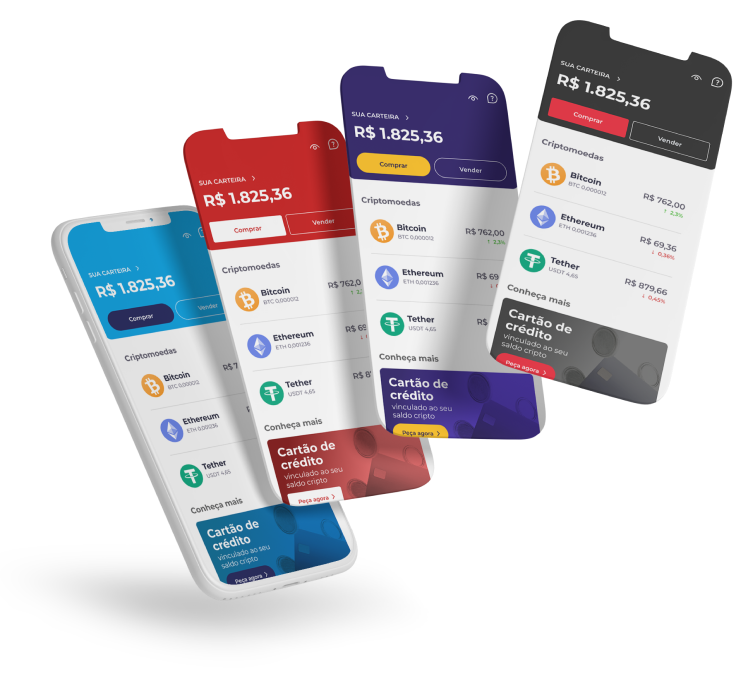 SUA CARTEIRA >
R$ 1.825,36
Comprar
Vender
Criptomoedas
Bitcoin
BTC 0,000012
R$ 7
Ethereum
ETH 0,001236
Tether
USDT 4,65
Conheça mais
Cartão de
crédito
vinculado ao seu
saldo cripto
Peça agora >
SUA CARTEIRA >
?
R$ 1.825,36
Comprar
Vender
Criptomoedas
Bitcoin
BTC 0,000012
R$ 762,0
Ethereum
ETH 0,001236
R$ 69
Tether
USDT 4,65
R$ 8
Conheça mais
Cartão de
crédito
vinculado ao seu
saldo cripto
Peça agora >
SUA CARTEIRA >
?
R$ 1.825,36
Comprar
Vender
Criptomoedas
Bitcoin
BTC 0,000012
R$ 762,00
↑ 2,3%
Ethereum
ETH 0,001236
R$ 69
Tether
USDT 4,65
R$
Conheça mais
Cartão de
crédito
vinculado ao seu
saldo cripto
Peça agora >
SUA CARTEIRA >
?
R$ 1.825,36
Comprar
Vender
Criptomoedas
Bitcoin
BTC 0,000012
R$ 762,00
↑ 2,3%
Ethereum
ETH 0,001236
R$ 69,36
↓ 0,36%
Tether
USDT 4,65
R$ 879,66
↓ 0,45%
Conheça mais
Cartão de
crédito
vinculado ao seu
saldo cripto
Peça agora >